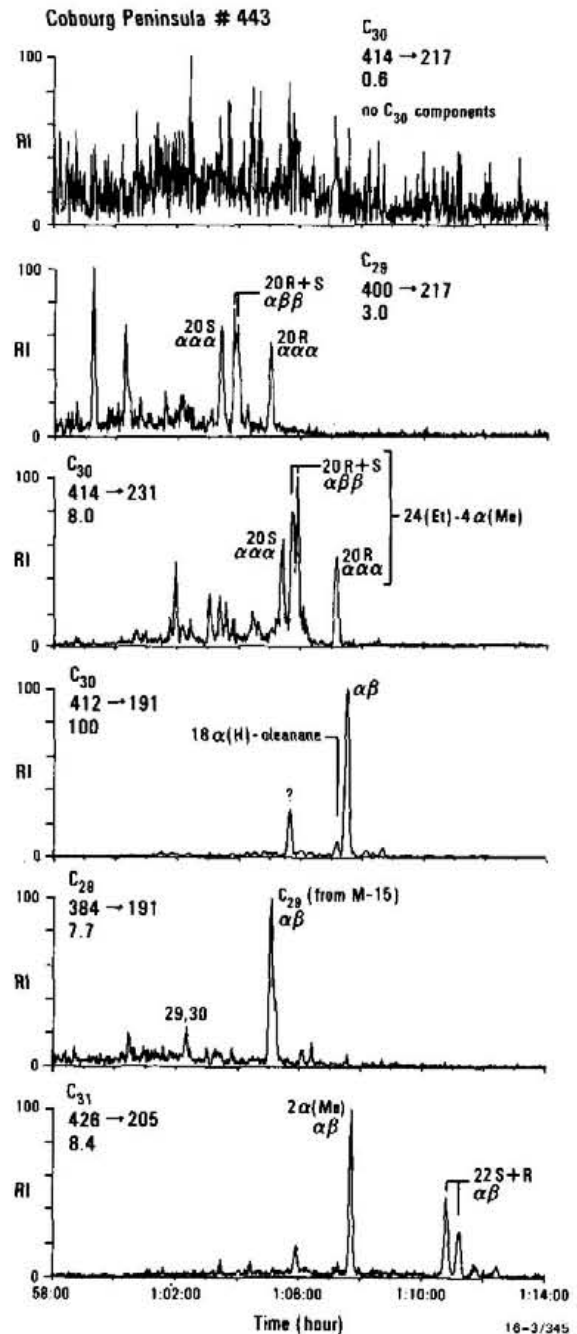 Cobourg Peninsula # 443
C30
414 → 217
0.6
no C30 components
100
RI
0
C29
400 → 217
3.0
20R+S
αββ
20S
ααα
20R
ααα
100
RI
0
C30
414 → 231
8.0
20R+S
αββ
24(Et)-4α(Me)
20S
ααα
20R
ααα
100
RI
0
C30
412 → 191
100
αβ
18α(H)-oleanane
?
100
RI
0
C28
384 → 191
7.7
C29 (from M-15)
αβ
29,30
100
RI
0
C31
426 → 205
8.4
2α(Me)
αβ
22S+R
αβ
100
RI
0
58:00 1:02:00 1:06:00 1:10:00 1:14:00
Time (hour)
16-3/345